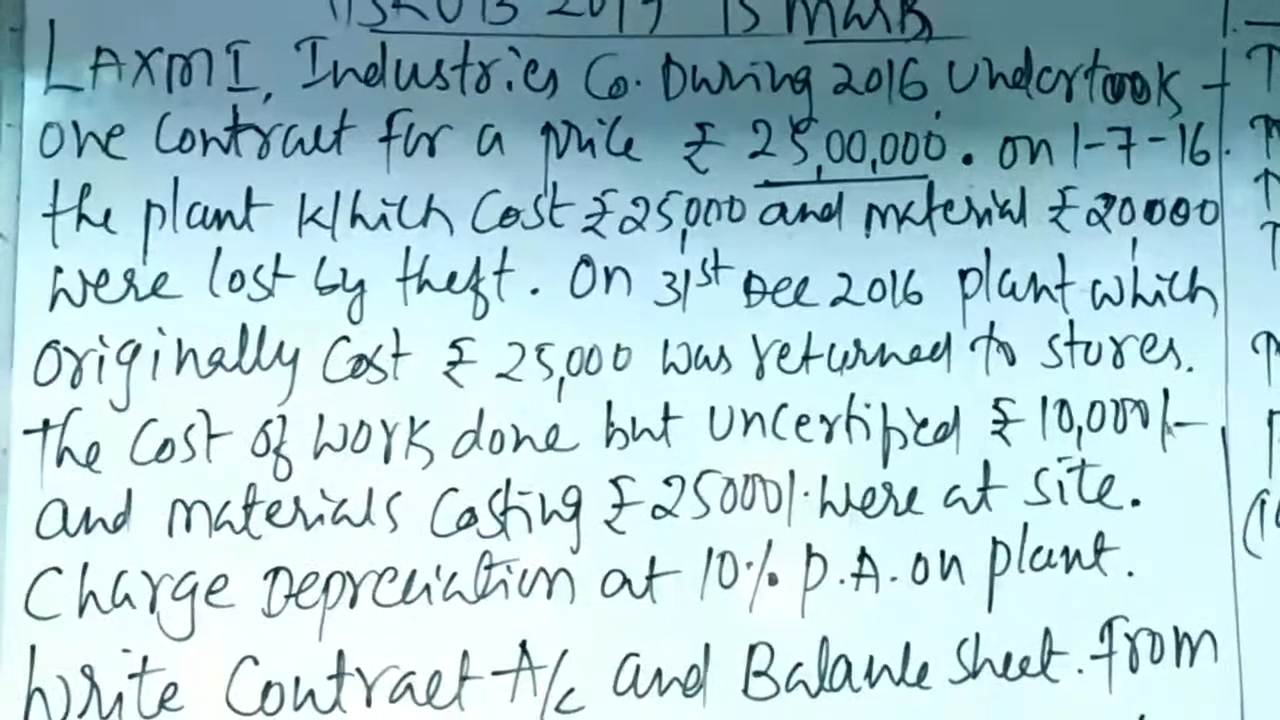 2019 15 mark
LAXMI, Industries Co. During 2016 Undertook
one Contract for a price ₹ 25,00,000. on 1-7-16
the plant Which Cost ₹25,000 and material ₹20000
were lost by theft. On 31st Dec 2016 plant which
originally Cost ₹ 25,000 was returned to stores.
the Cost of work done but uncertified ₹ 10,000/-
and materials Costing ₹25000/. were at site.
Charge Depreciation at 10% P.A. on plant.
Write Contract A/c and Balance sheet. From